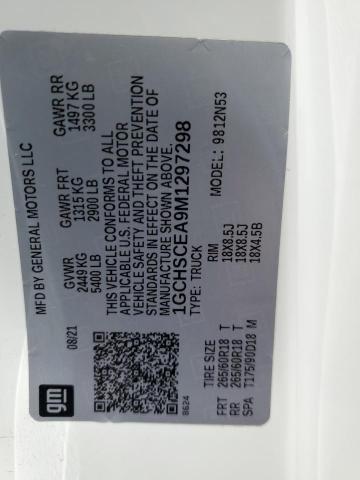 MFD BY GENERAL MOTORS LLC
08/21
GVWR
2449 KG
5400 LB
GAWR FRT
1315 KG
2900 LB
GAWR RR
1497 KG
3300 LB
THIS VEHICLE CONFORMS TO ALL
APPLICABLE U.S. FEDERAL MOTOR
VEHICLE SAFETY AND THEFT PREVENTION
STANDARDS IN EFFECT ON THE DATE OF
MANUFACTURE SHOWN ABOVE.
1GCHSCEA9M1297298
TYPE: TRUCK
MODEL: 9812N53
gm
8624
TIRE SIZE RIM
FRT 265/60R18 T 18X8.5J
RR 265/60R18 T 18X8.5J
SPA T175/90D18 M 18X4.5B